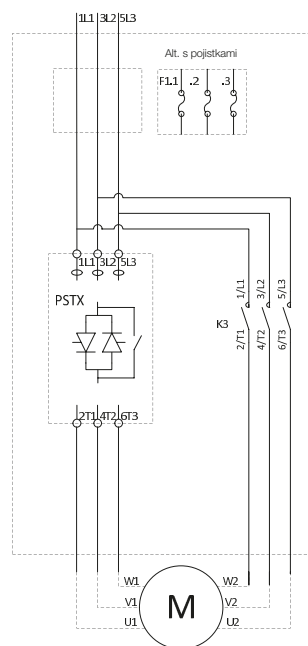 1L1 3L2 5L3
Alt. s pojistkami
F1.1 .2 .3
1L1 3L2 5L3
PSTX
1/L1 3/L2 5/L3
K3
2/T1 4/T2 6/T3
2T1 4T2 6T3
W1 W2
V1 M V2
U1 U2